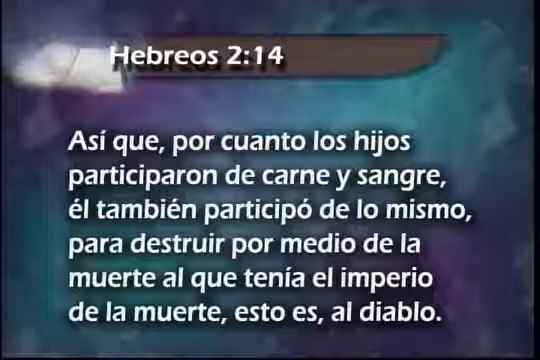 Hebreos 2:14
Así que, por cuanto los hijos
participaron de carne y sangre,
él también participó de lo mismo,
para destruir por medio de la
muerte al que tenía el imperio
de la muerte, esto es, al diablo.